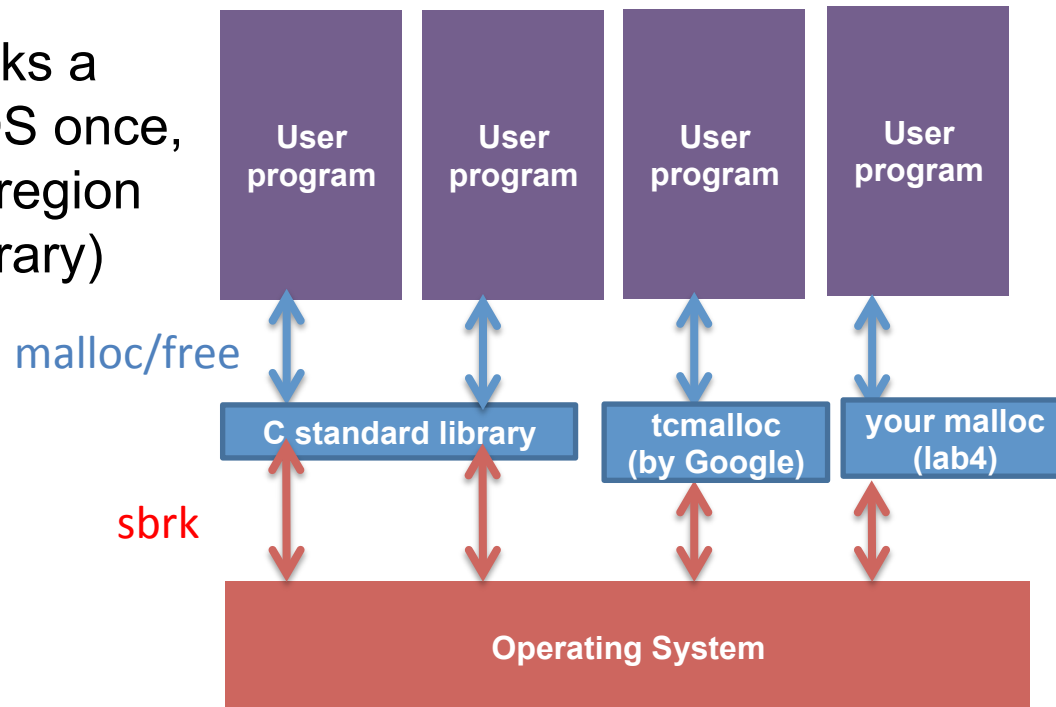 ks a
S once,
region
rary)
User
program
User
program
User
program
User
program
malloc/free
C standard library
tcmalloc
(by Google)
your malloc
(lab4)
sbrk
Operating System